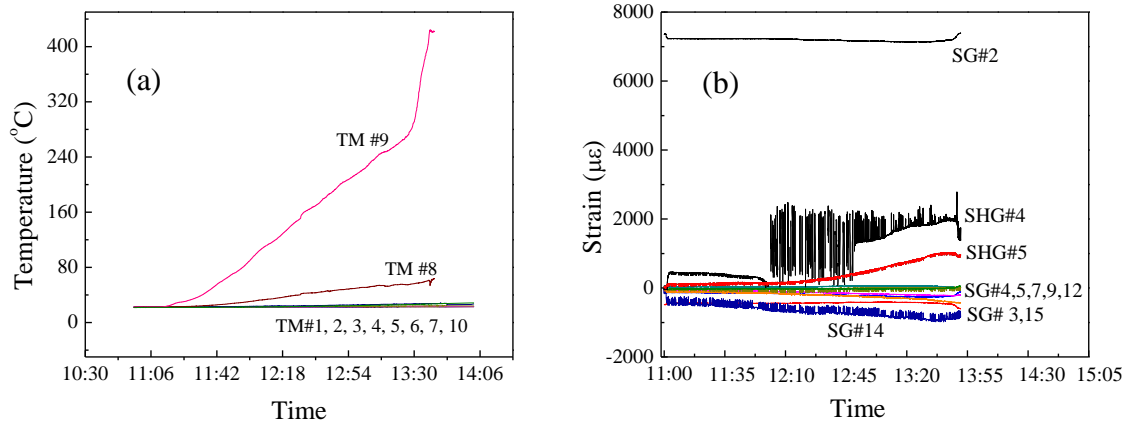 400
320
240
160
80
0
Temperature (°C)
(a)
TM #9
TM #8
TM#1, 2, 3, 4, 5, 6, 7, 10
10:30 11:06 11:42 12:18 12:54 13:30 14:06
Time
8000
6000
4000
2000
0
-2000
Strain (με)
(b)
SG#2
SHG#4
SHG#5
SG#4,5,7,9,12
SG# 3,15
SG#14
11:00 11:35 12:10 12:45 13:20 13:55 14:30 15:05
Time